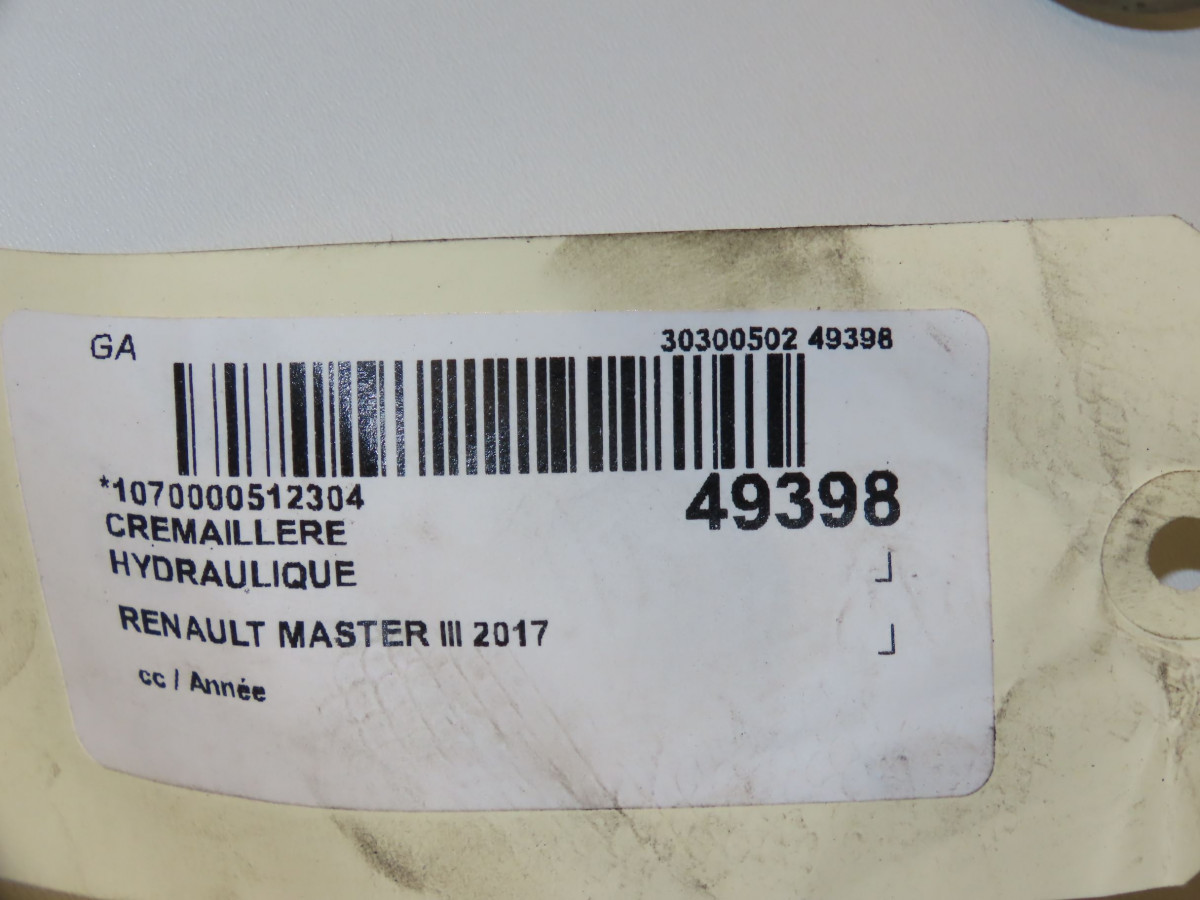 GA
30300502 49398
*1070000512304
49398
CREMAILLERE
HYDRAULIQUE
RENAULT MASTER III 2017
cc / Année